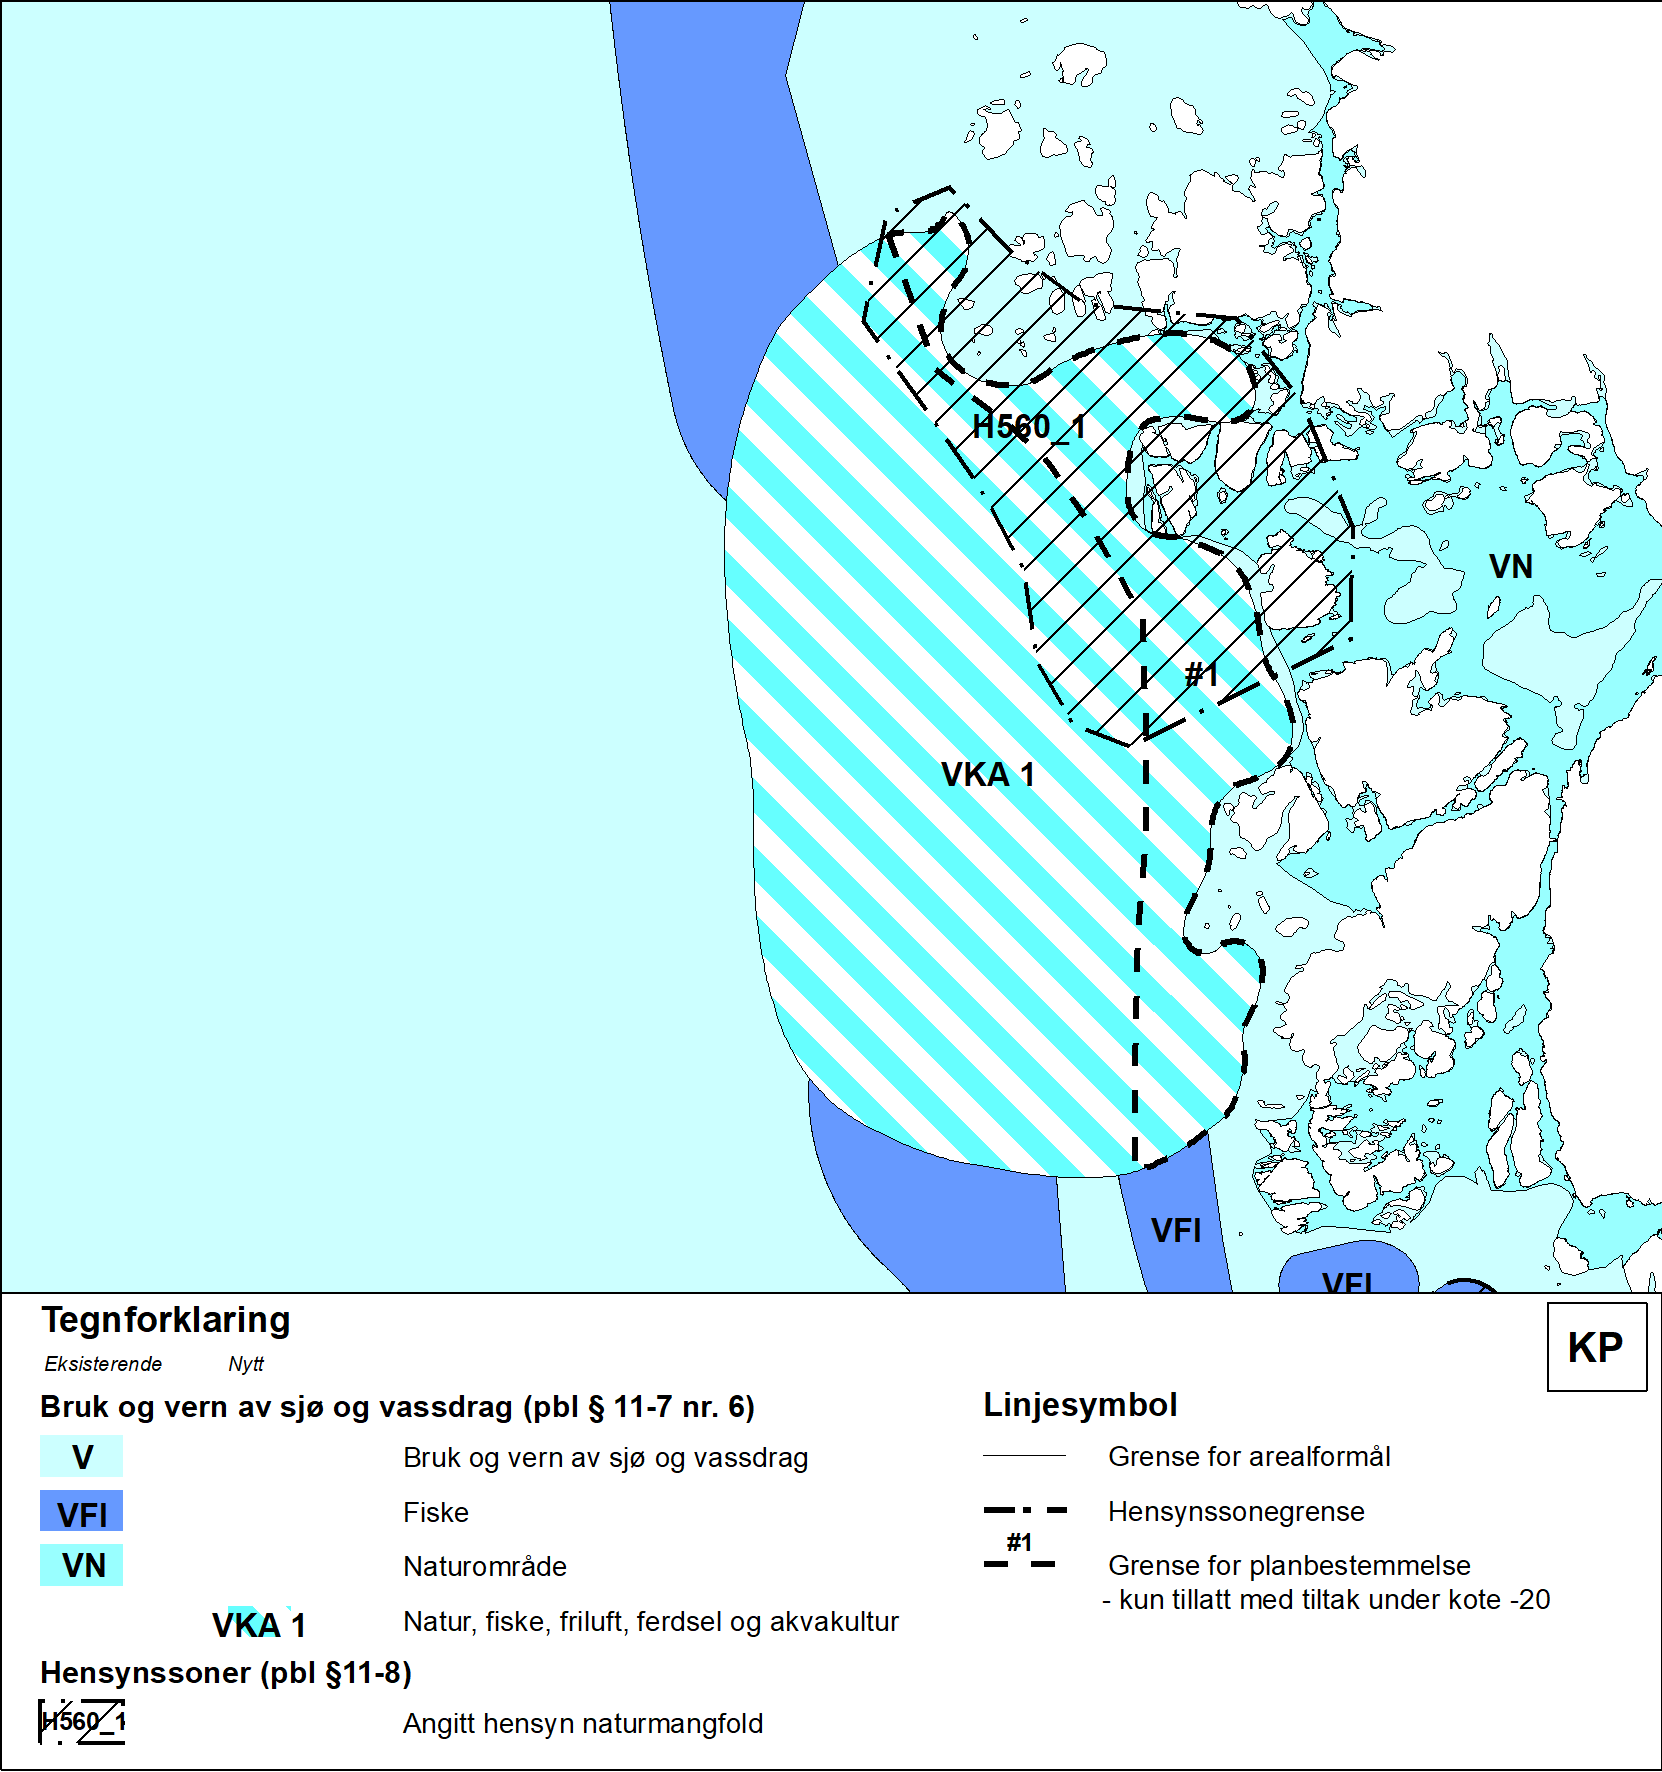 H560_1
VN
#1
VKA 1
VFI
VFI
Tegnforklaring
KP
Eksisterende Nytt
Bruk og vern av sjø og vassdrag (pbl § 11-7 nr. 6)
V Bruk og vern av sjø og vassdrag
VFI Fiske
VN Naturområde
VKA 1 Natur, fiske, friluft, ferdsel og akvakultur
Hensynssoner (pbl §11-8)
H560_1 Angitt hensyn naturmangfold
Linjesymbol
Grense for arealformål
Hensynssonegrense
#1 Grense for planbestemmelse
- kun tillatt med tiltak under kote -20